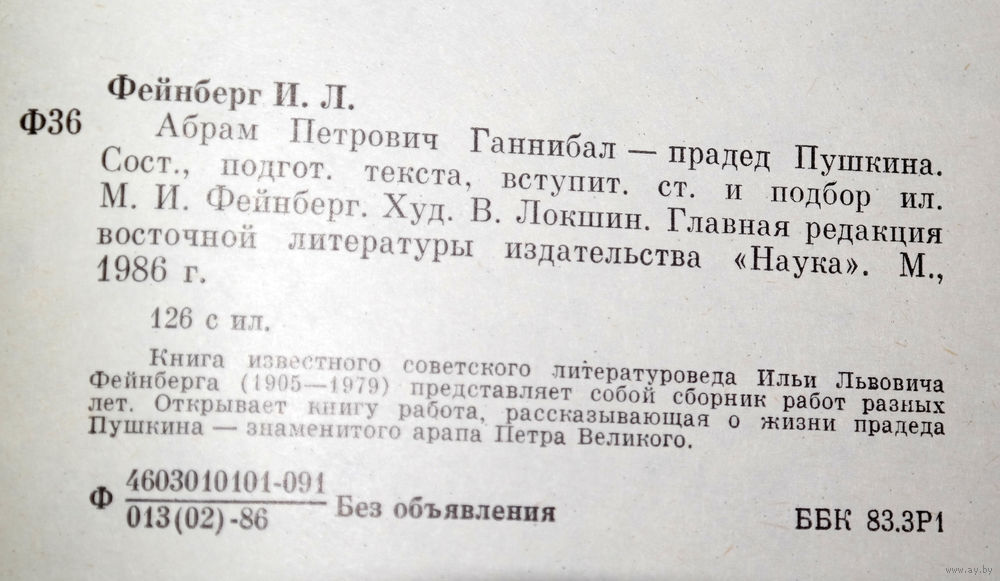 Фейнберг И. Л.
Ф36
Абрам Петрович Ганнибал — прадед Пушкина.
Сост., подгот. текста, вступит. ст. и подбор ил.
М. И. Фейнберг. Худ. В. Локшин. Главная редакция
восточной литературы издательства «Наука». М.,
1986 г.
126 с ил.
Книга известного советского литературоведа Ильи Львовича
Фейнберга (1905—1979) представляет собой сборник работ разных
лет. Открывает книгу работа, рассказывающая о жизни прадеда
Пушкина — знаменитого арапа Петра Великого.
Ф 4603010101-091
013(02)-86 Без объявления
ББК 83.3Р1
www.ay.by